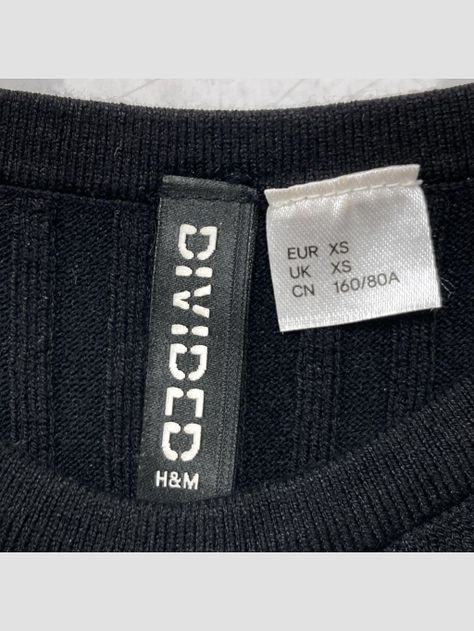 DIVIDED
H&M
EUR XS
UK XS
CN 160/80A